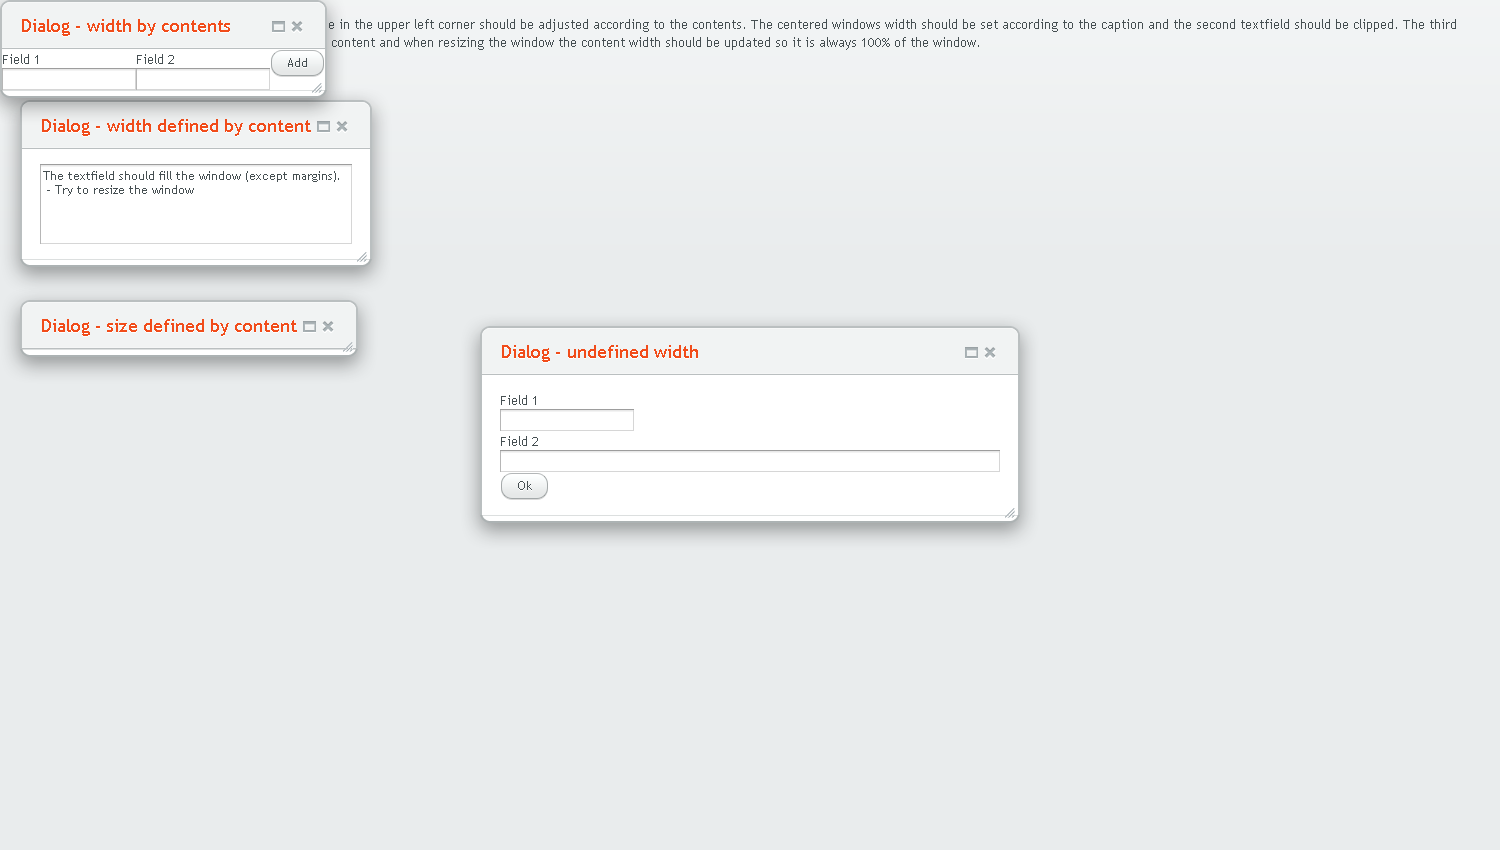 Dialog - width by contents
e in the upper left corner should be adjusted according to the contents. The centered windows width should be set according to the caption and the second textfield should be clipped. The third
content and when resizing the window the content width should be updated so it is always 100% of the window.
Field 1 Field 2 Add
Dialog - width defined by content
The textfield should fill the window (except margins).
- Try to resize the window
Dialog - size defined by content
Dialog - undefined width
Field 1
Field 2
Ok